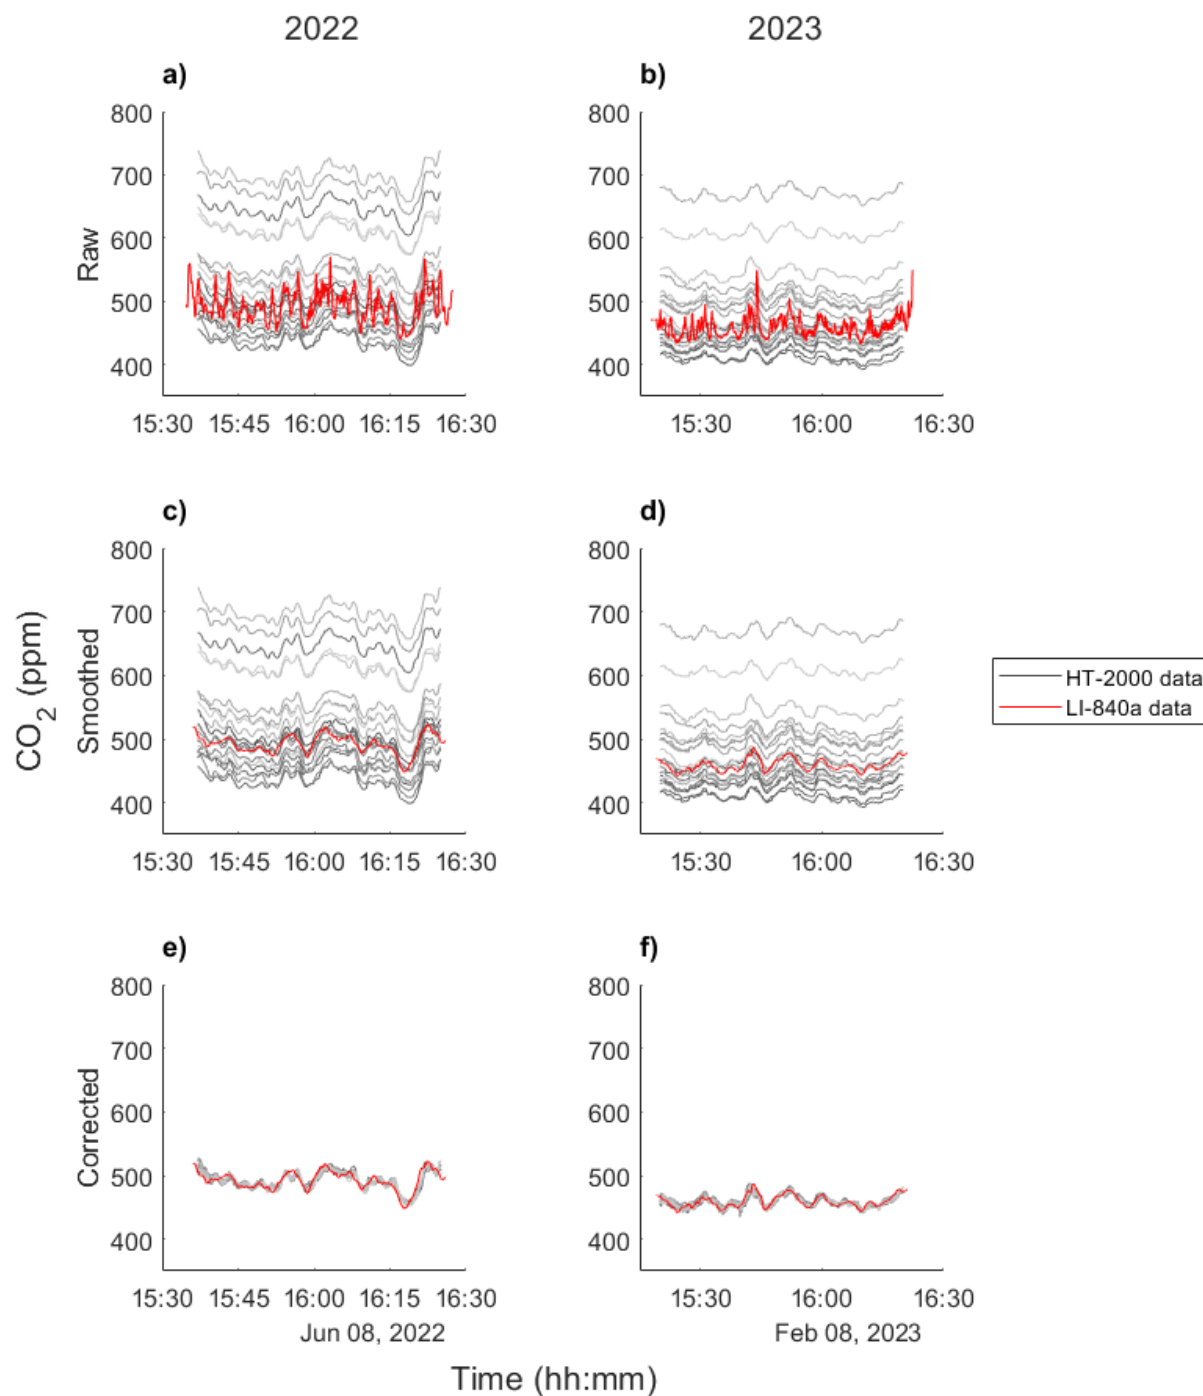 2022
2023
a)
b)
800
700
600
500
400
Raw
15:30 15:45 16:00 16:15 16:30
800
700
600
500
400
15:30 16:00 16:30
c)
d)
800
700
600
500
400
CO2 (ppm)
Smoothed
15:30 15:45 16:00 16:15 16:30
800
700
600
500
400
15:30 16:00 16:30
HT-2000 data
LI-840a data
e)
f)
800
700
600
500
400
Corrected
15:30 15:45 16:00 16:15 16:30
Jun 08, 2022
800
700
600
500
400
15:30 16:00 16:30
Feb 08, 2023
Time (hh:mm)